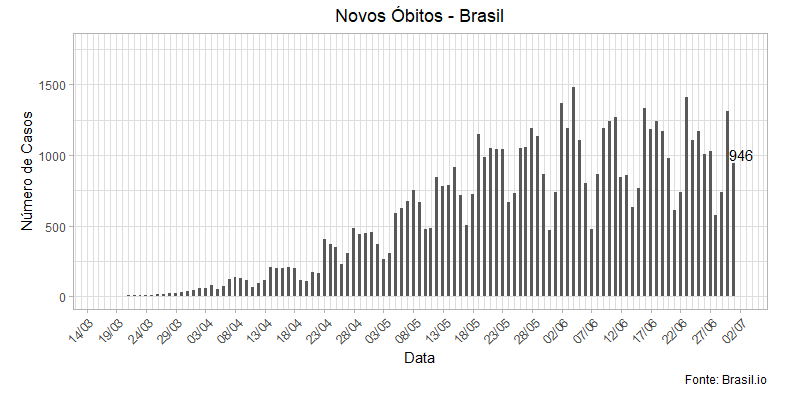 Novos Óbitos - Brasil
Número de Casos
1500
1000
500
0
946
14/03 19/03 24/03 29/03 03/04 08/04 13/04 18/04 23/04 28/04 03/05 08/05 13/05 18/05 23/05 28/05 02/06 07/06 12/06 17/06 22/06 27/06 02/07
Data
Fonte: Brasil.io